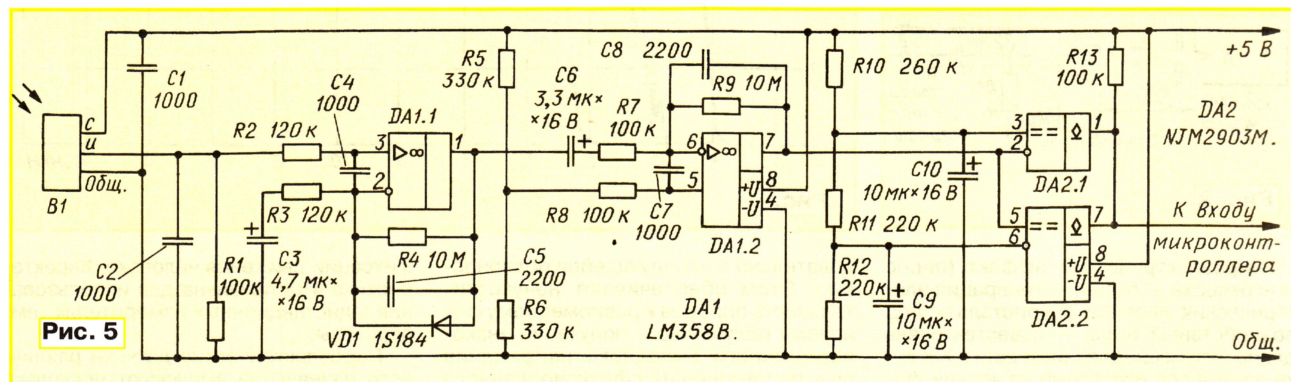 C1
1000
с
и
Общ.
B1
C2
1000
R1
100к
R2 120 к
R3 120 к
C3
4,7 мк×
×16 В
C4
1000
3
2
▷∞
DA1.1
1
R4 10 М
C5
2200
VD1 1S184
R5
330 к
R6
330 к
C6
3,3 мк×
×16 В
R7
100 к
R8 100 к
C7
1000
C8
2200
R9 10 М
6
5
▷∞
+U
-U
7
8
4
DA1.2
DA1
LM358B.
R10 260 к
R11 220 к
R12
220к
C10
10 мк×16 В
C9
10 мк×
×16 В
3
2
==
1
DA2.1
5
6
==
+U
-U
7
8
4
DA2.2
R13
100 к
+5 В
DA2
NJM2903M.
К входу
микроконт-
роллера
Общ.
Рис. 5